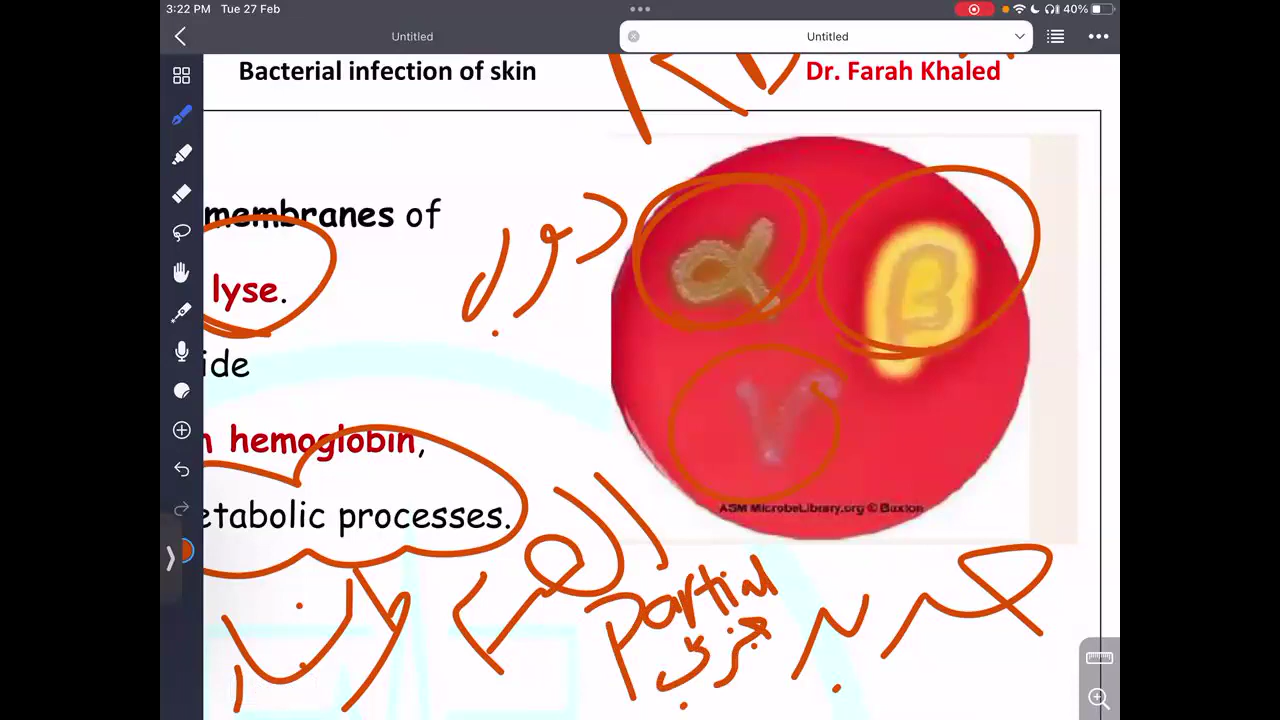 3:22 PM Tue 27 Feb
40%
Untitled
Untitled
Bacterial infection of skin
Dr. Farah Khaled
membranes of
lyse.
ide
n hemoglobin,
etabolic processes.
α
β
γ
ASM MicrobeLibrary.org © Buxton
حول
partial
جزئي